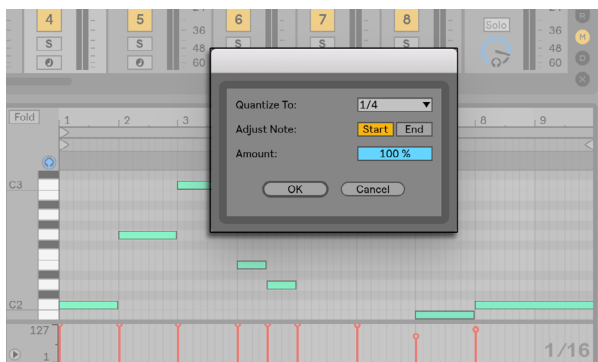 4 5 6 7 8 Solo
S S S S S
36
48
60
36
48
60
R
M
D
Quantize To: 1/4
Adjust Note: Start End
Amount: 100 %
OK Cancel
Fold 1 2 3 8 9
C3
C2
127
1
1/16